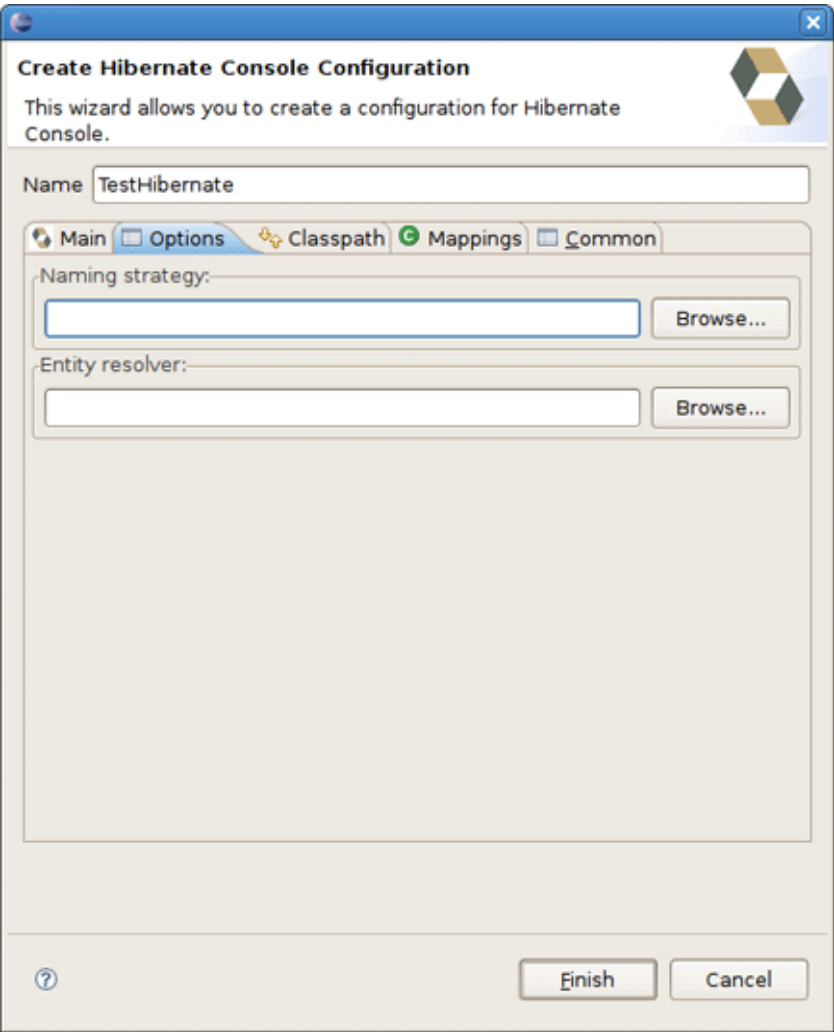 Create Hibernate Console Configuration
This wizard allows you to create a configuration for Hibernate
Console.
Name TestHibernate
Main Options Classpath Mappings Common
Naming strategy:
Browse...
Entity resolver:
Browse...
Finish Cancel